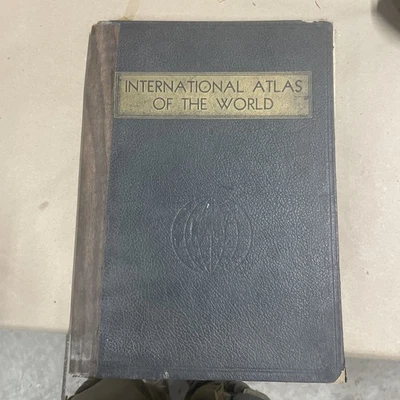 INTERNATIONAL ATLAS
OF THE WORLD